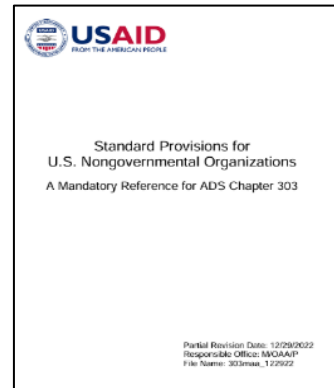 USAID
USAID
FROM THE AMERICAN PEOPLE
Standard Provisions for
U.S. Nongovernmental Organizations
A Mandatory Reference for ADS Chapter 303
Partial Revision Date: 12/29/2022
Responsible Office: M/OAA/P
File Name: 303maa_122922